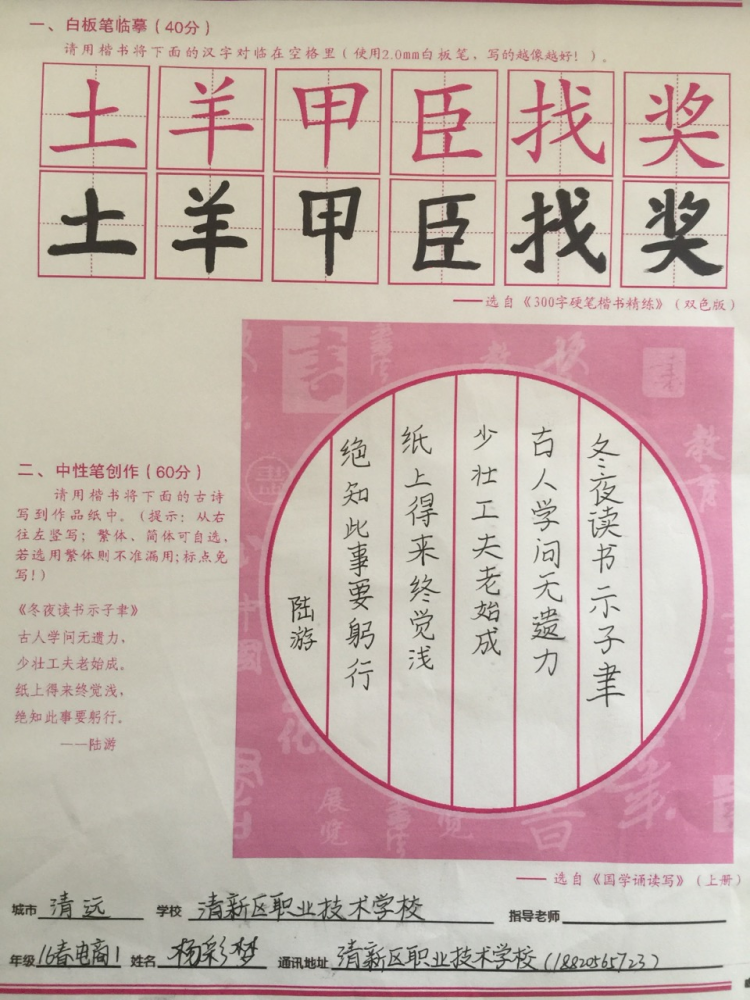 一、白板笔临摹（40分）
请用楷书将下面的汉字对临在空格里（使用2.0mm白板笔，写的越像越好！）。
土羊甲臣找奖
土羊甲臣找奖
——选自《300字硬笔楷书精练》（双色版）
二、中性笔创作（60分）
请用楷书将下面的古诗
写到作品纸中。（提示：从右
往左竖写；繁体、简体可自选，
若选用繁体则不准漏用；标点免
写！）
《冬夜读书示子聿》
古人学问无遗力，
少壮工夫老始成。
纸上得来终觉浅，
绝知此事要躬行。
——陆游
冬夜读书示子聿
古人学问无遗力
少壮工夫老始成
纸上得来终觉浅
绝知此事要躬行
陆游
——选自《国学诵读写》（上册）
城市 清远 学校 清新区职业技术学校 指导老师
年级 16春电商1 姓名 杨彩梦 通讯地址 清新区职业技术学校（18820565723）